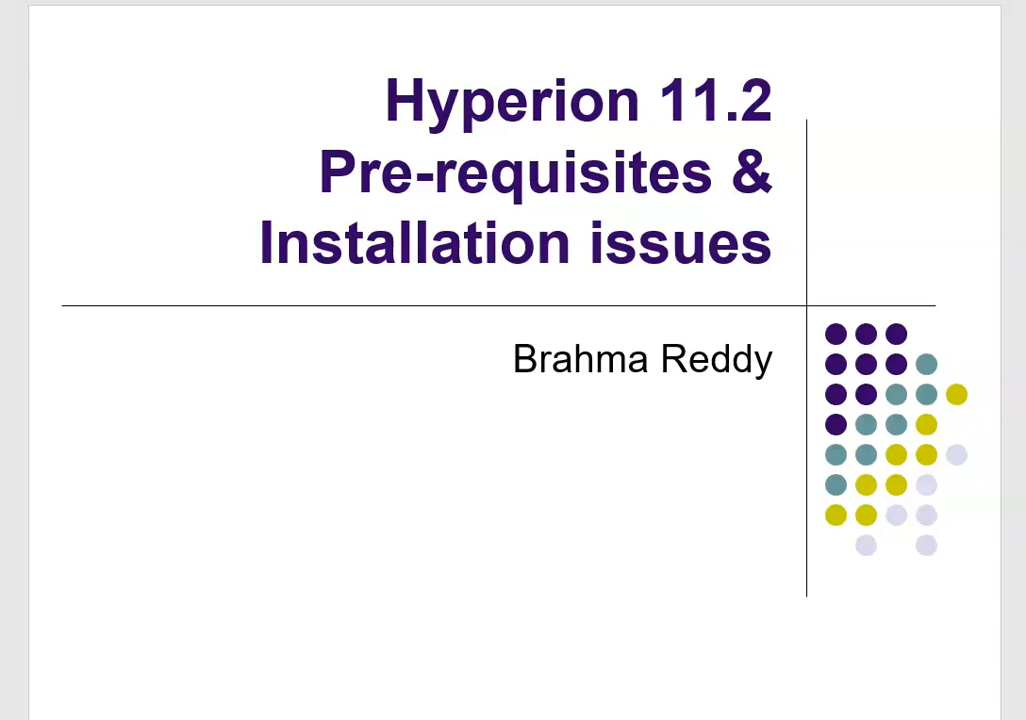 Hyperion 11.2
Pre-requisites &
Installation issues
Brahma Reddy